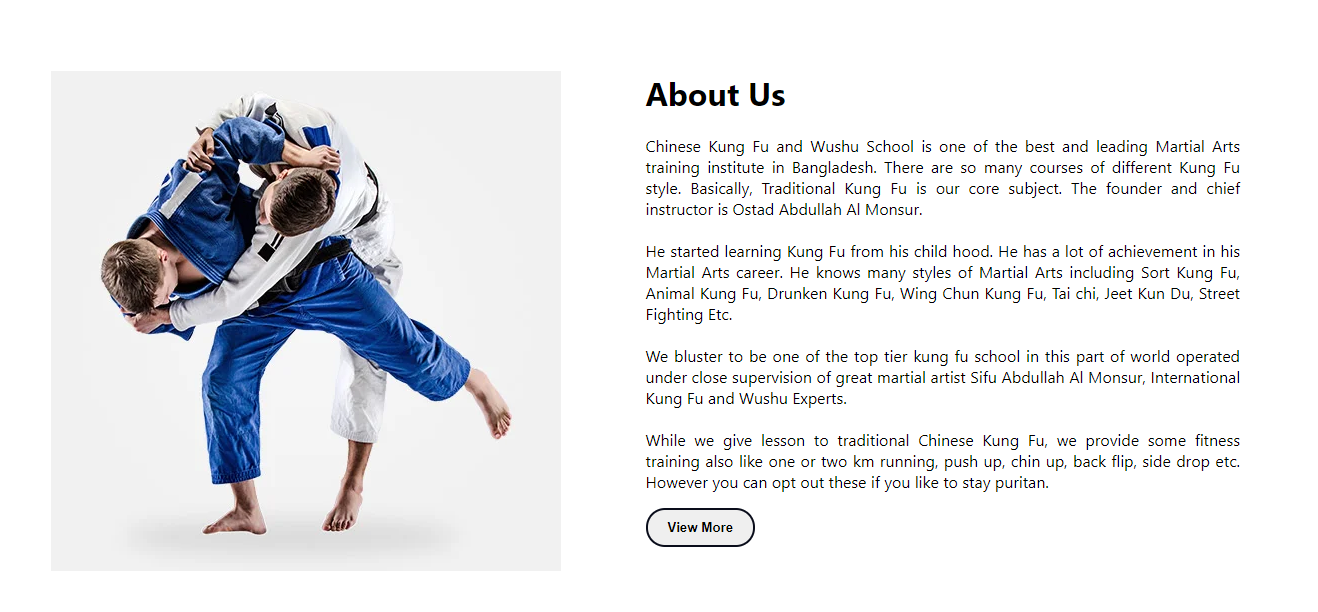 About Us
Chinese Kung Fu and Wushu School is one of the best and leading Martial Arts
training institute in Bangladesh. There are so many courses of different Kung Fu
style. Basically, Traditional Kung Fu is our core subject. The founder and chief
instructor is Ostad Abdullah Al Monsur.
He started learning Kung Fu from his child hood. He has a lot of achievement in his
Martial Arts career. He knows many styles of Martial Arts including Sort Kung Fu,
Animal Kung Fu, Drunken Kung Fu, Wing Chun Kung Fu, Tai chi, Jeet Kun Du, Street
Fighting Etc.
We bluster to be one of the top tier kung fu school in this part of world operated
under close supervision of great martial artist Sifu Abdullah Al Monsur, International
Kung Fu and Wushu Experts.
While we give lesson to traditional Chinese Kung Fu, we provide some fitness
training also like one or two km running, push up, chin up, back flip, side drop etc.
However you can opt out these if you like to stay puritan.
View More